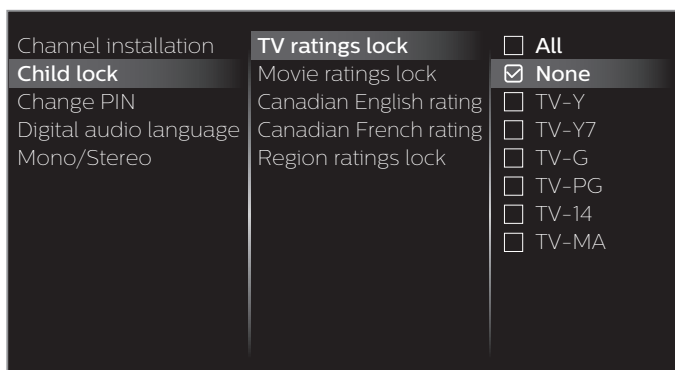 Channel installation
Child lock
Change PIN
Digital audio language
Mono/Stereo
TV ratings lock
Movie ratings lock
Canadian English rating
Canadian French rating
Region ratings lock
All
None
TV-Y
TV-Y7
TV-G
TV-PG
TV-14
TV-MA